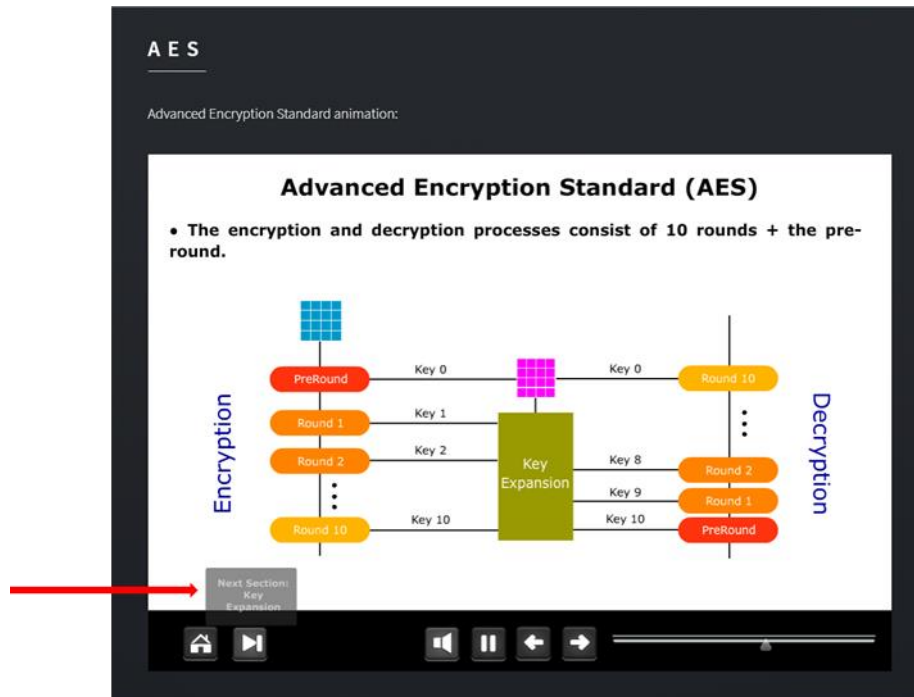 AES
Advanced Encryption Standard animation:
Advanced Encryption Standard (AES)
• The encryption and decryption processes consist of 10 rounds + the pre-
round.
Encryption
PreRound
Round 1
Round 2
Round 10
Key 0
Key 1
Key 2
Key 10
Key
Expansion
Key 0
Key 8
Key 9
Key 10
Round 10
Round 2
Round 1
PreRound
Decryption
Next Section:
Key
Expansion